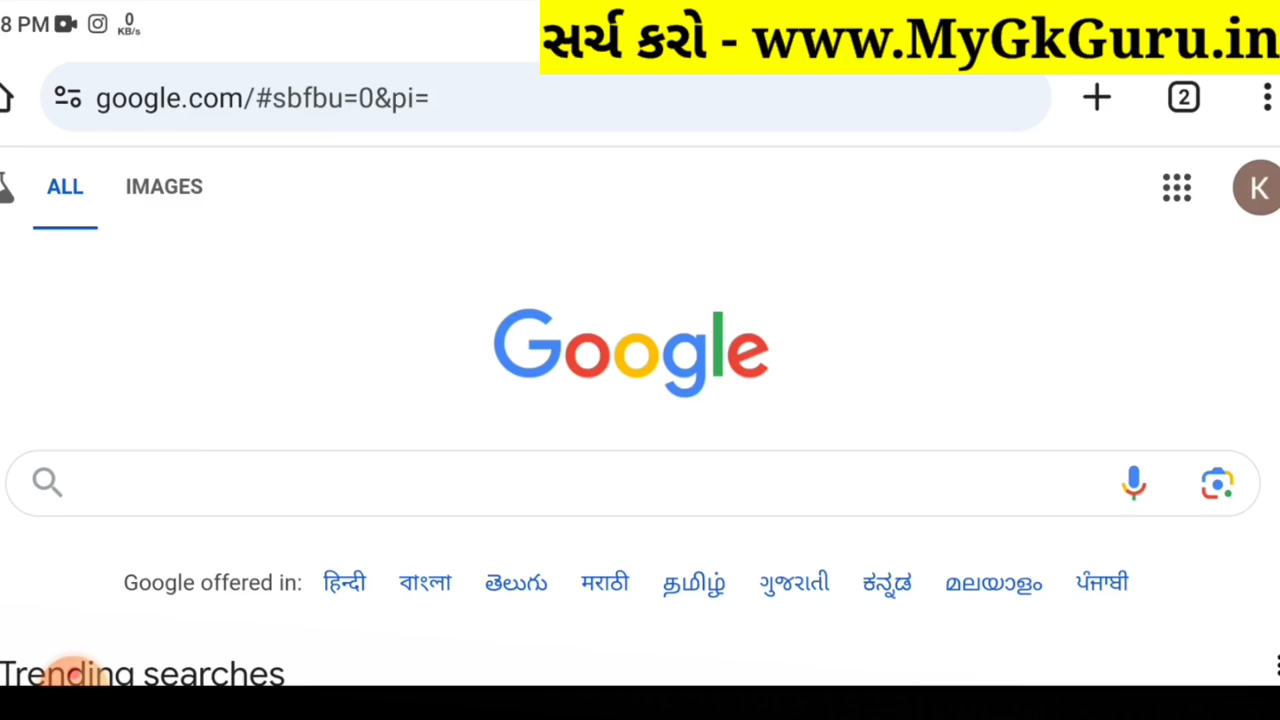 8 PM 0 KB/s
સર્ચ કરો - www.MyGkGuru.in
google.com/#sbfbu=0&pi=
2
ALL IMAGES
K
Google
Google offered in: हिन्दी বাংলা తెలుగు मराठी தமிழ் ગુજરાતી ಕನ್ನಡ മലയാളം ਪੰਜਾਬੀ
Trending searches